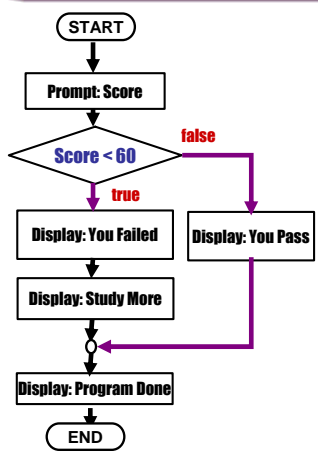 START
Prompt: Score
Score < 60
false
true
Display: You Failed
Display: You Pass
Display: Study More
Display: Program Done
END